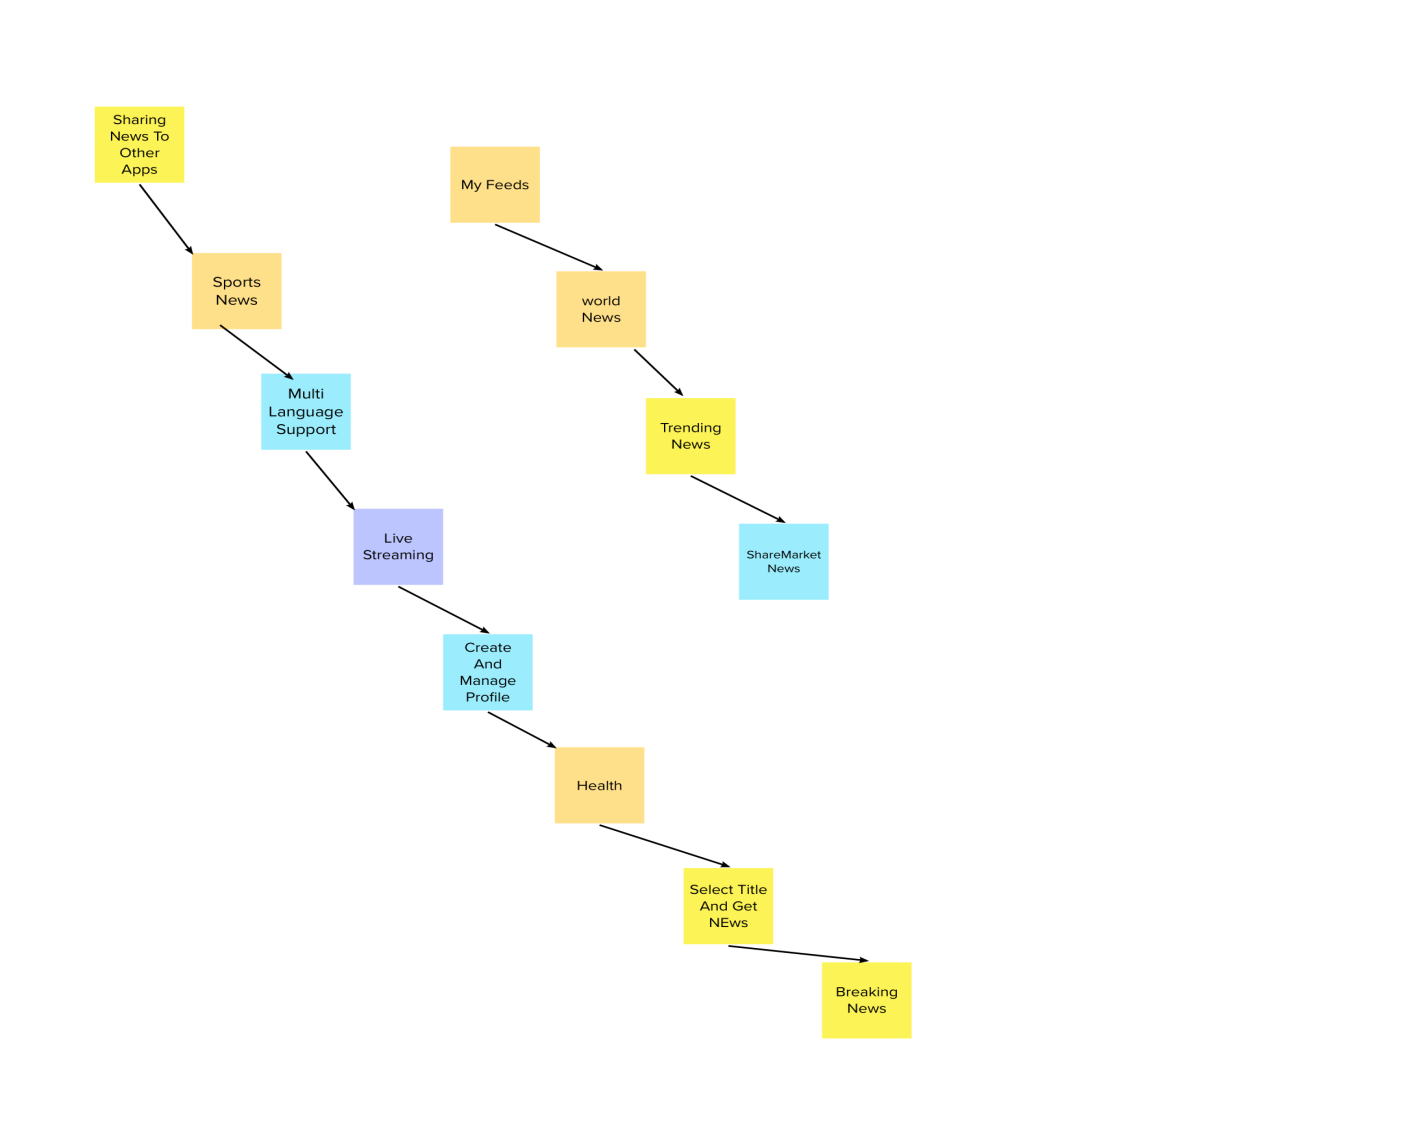 Sharing
News To
Other
Apps
My Feeds
Sports
News
world
News
Multi
Language
Support
Trending
News
Live
Streaming
ShareMarket
News
Create
And
Manage
Profile
Health
Select Title
And Get
NEws
Breaking
News